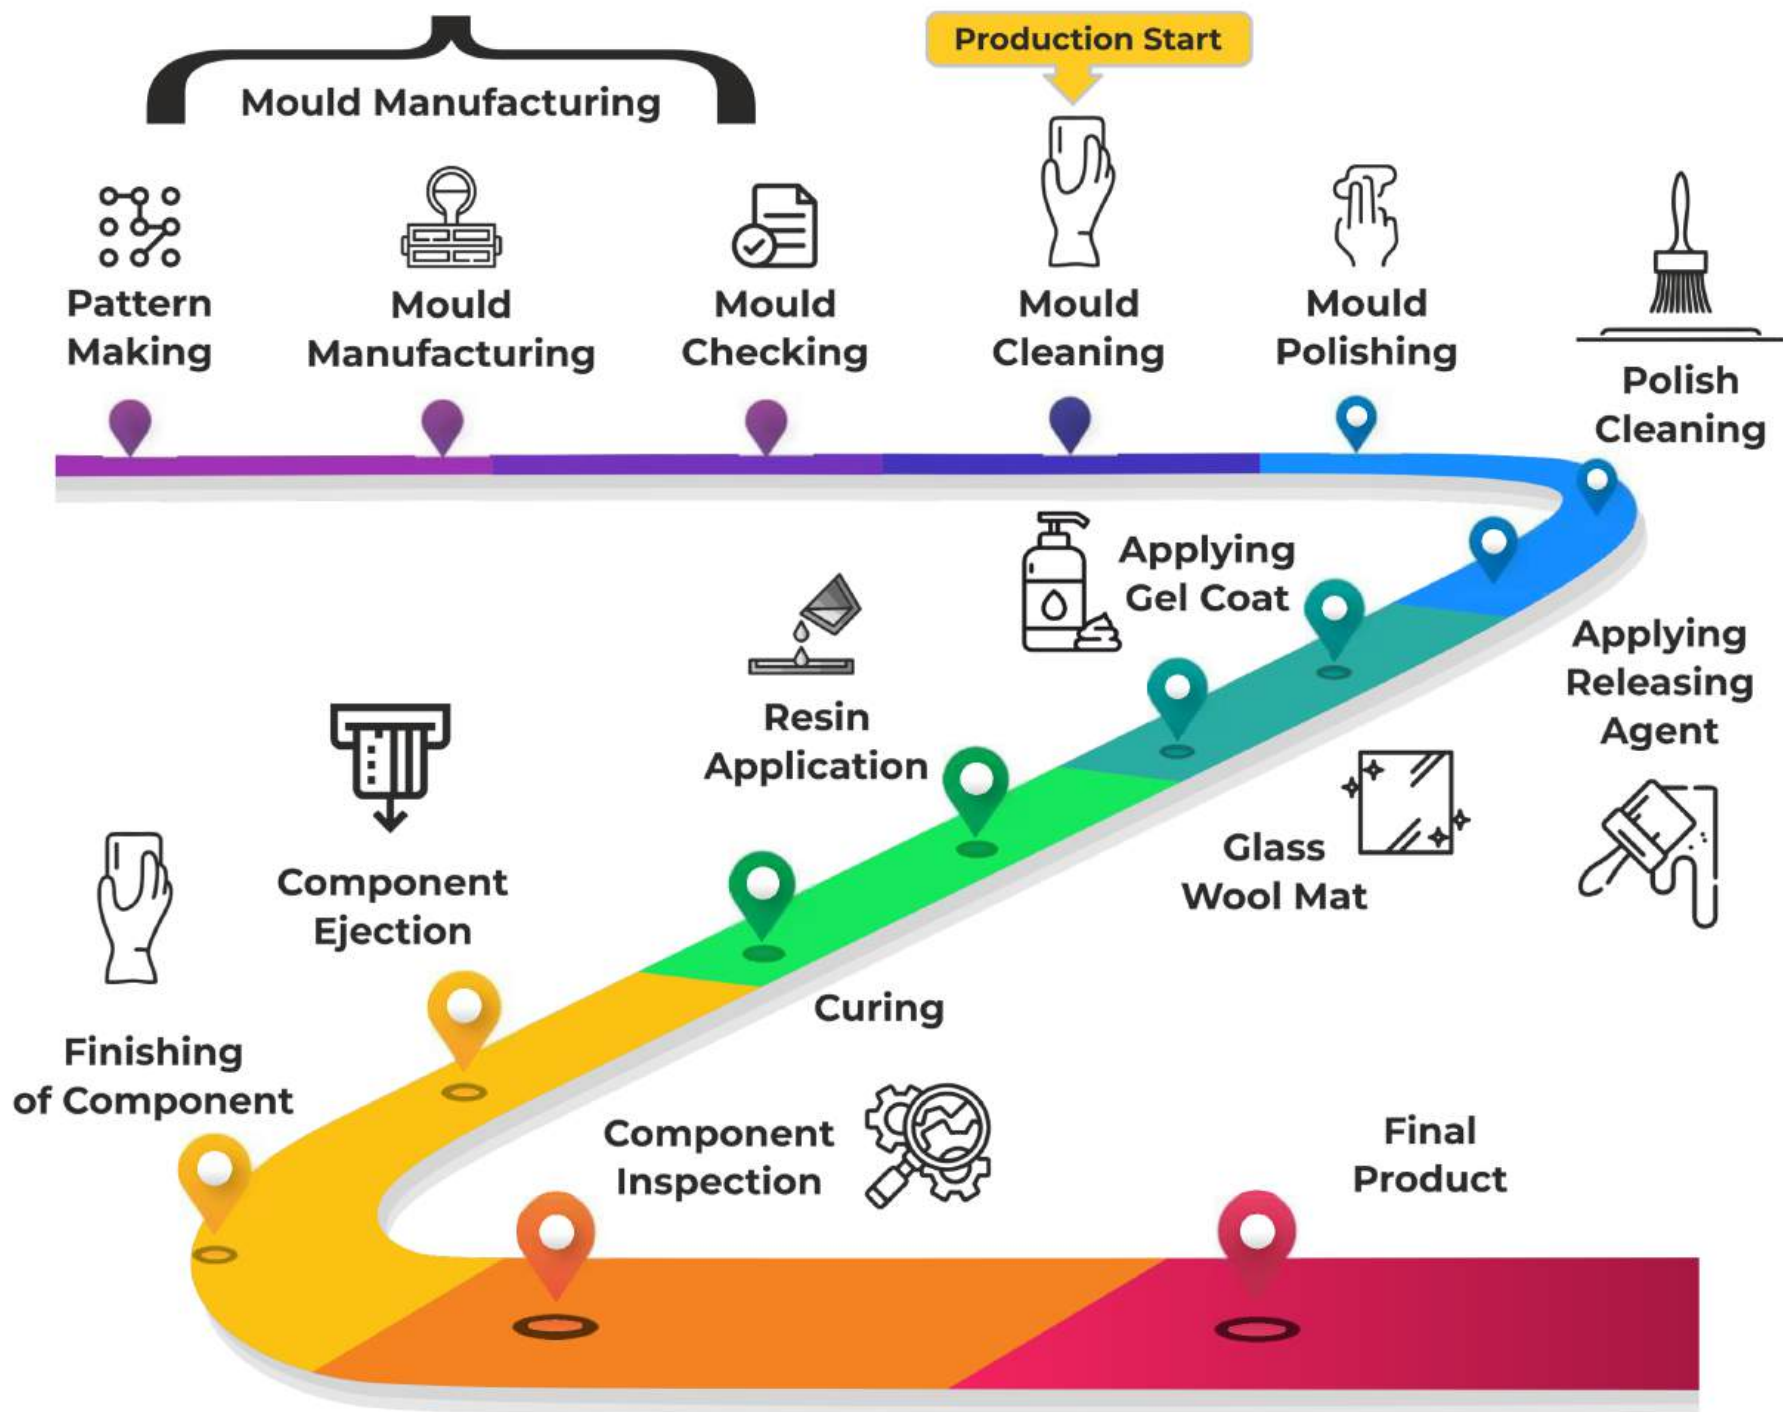 Mould Manufacturing
Production Start
Pattern
Making
Mould
Manufacturing
Mould
Checking
Mould
Cleaning
Mould
Polishing
Polish
Cleaning
Applying
Releasing
Agent
Applying
Gel Coat
Glass
Wool Mat
Resin
Application
Curing
Component
Ejection
Finishing
of Component
Component
Inspection
Final
Product